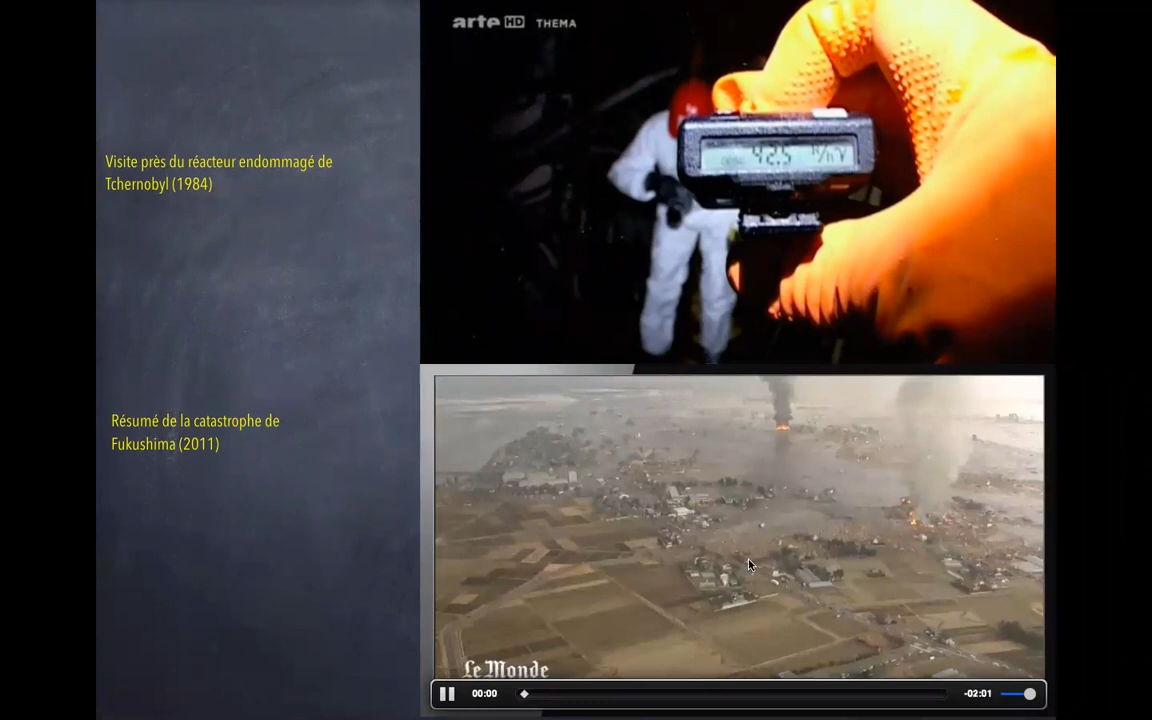 arte HD THEMA
42.5
Visite près du réacteur endommagé de
Tchernobyl (1984)
Résumé de la catastrophe de
Fukushima (2011)
Le Monde
00:00
-02:01